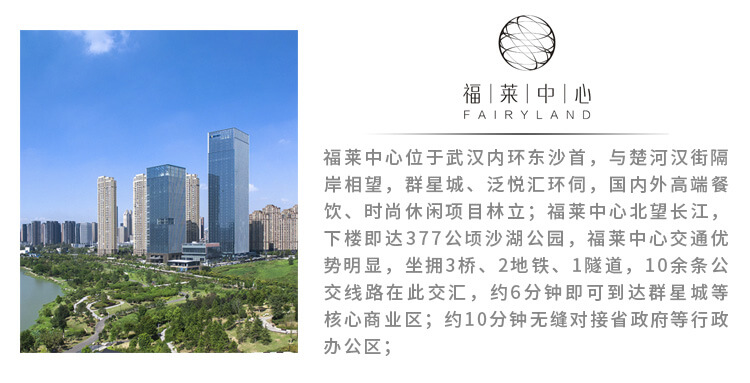 福|莱|中|心
FAIRYLAND
福莱中心位于武汉内环东沙首，与楚河汉街隔
岸相望，群星城、泛悦汇环伺，国内外高端餐
饮、时尚休闲项目林立；福莱中心北望长江，
下楼即达377公顷沙湖公园，福莱中心交通优
势明显，坐拥3桥、2地铁、1隧道，10余条公
交线路在此交汇，约6分钟即可到达群星城等
核心商业区；约10分钟无缝对接省政府等行政
办公区；